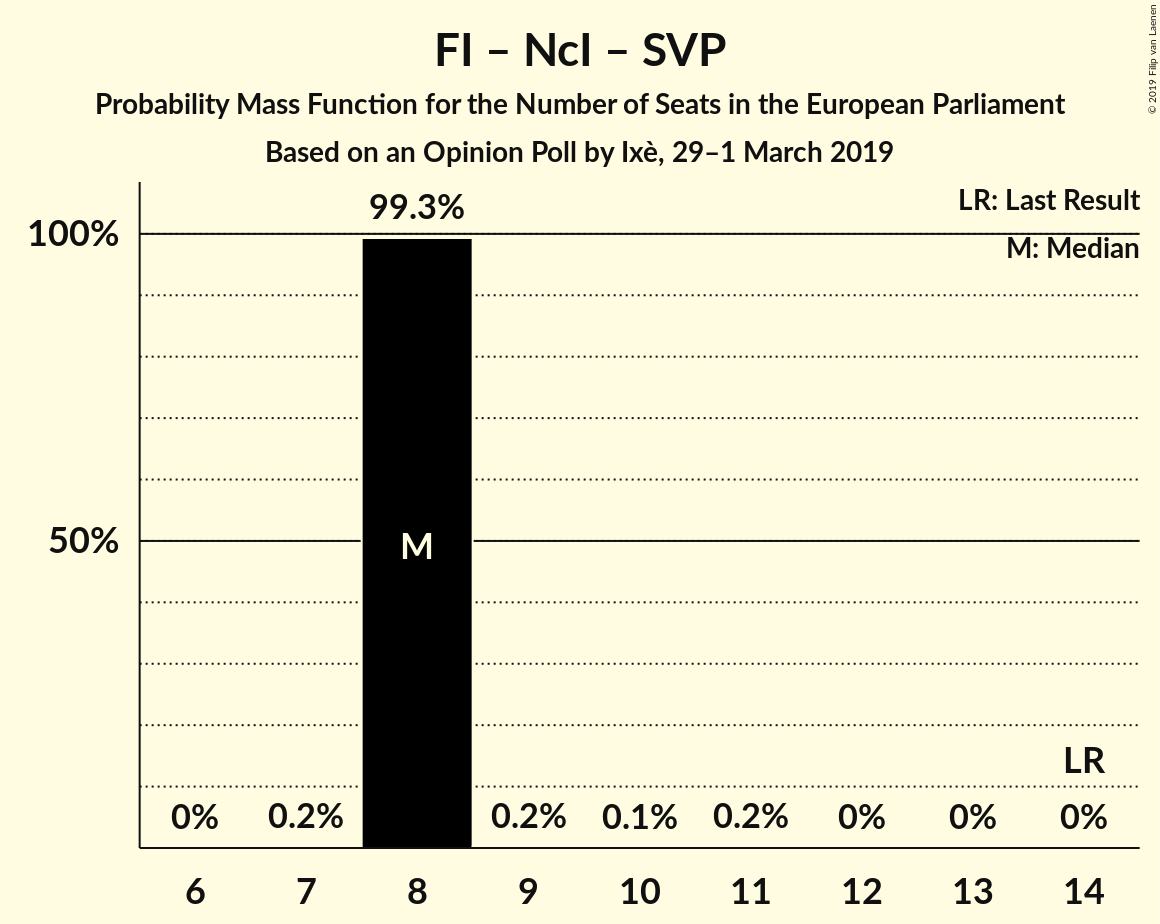 FI – NcI – SVP
Probability Mass Function for the Number of Seats in the European Parliament
Based on an Opinion Poll by Ixè, 29–1 March 2019
© 2019 Filip van Laenen
LR: Last Result
M: Median
99.3%
100%
50%
M
LR
0% 0.2% 0.2% 0.1% 0.2% 0% 0% 0%
6 7 8 9 10 11 12 13 14